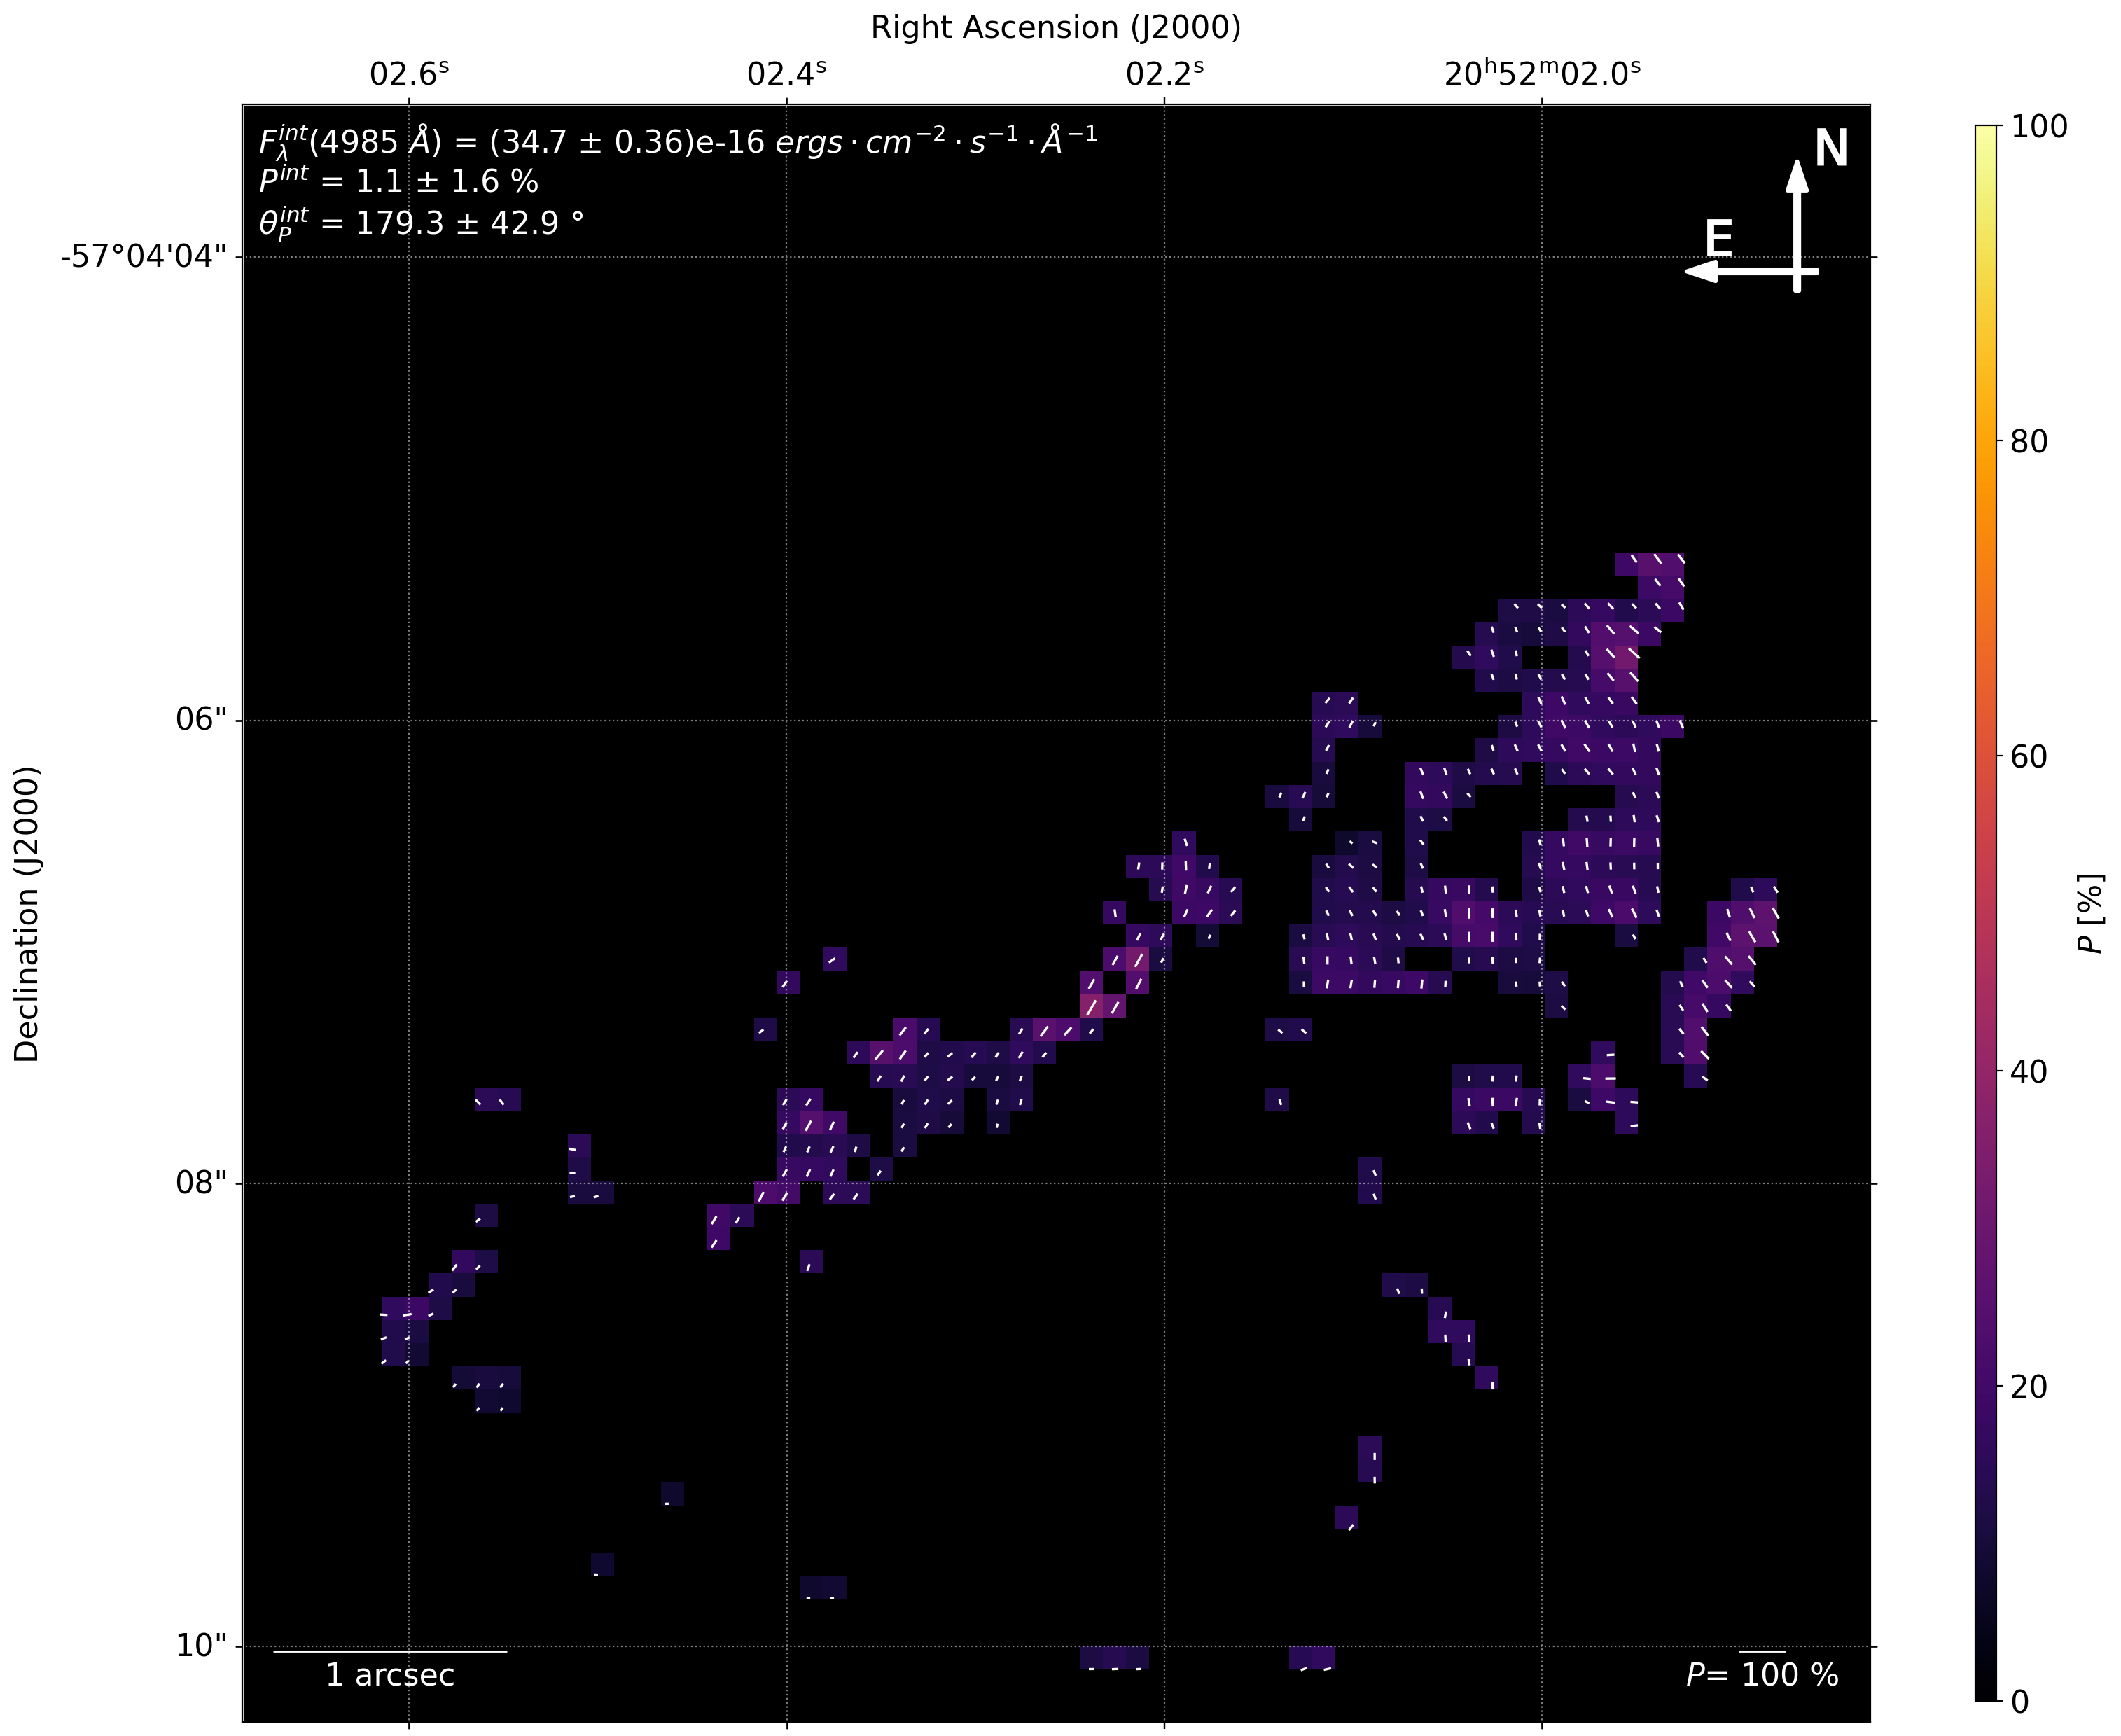 Right Ascension (J2000)
02.6ˢ 02.4ˢ 02.2ˢ 20ʰ52ᵐ02.0ˢ
F_λ^int(4985 Å) = (34.7 ± 0.36)e-16 ergs · cm⁻² · s⁻¹ · Å⁻¹
P^int = 1.1 ± 1.6 %
θ_P^int = 179.3 ± 42.9 °
N
E
-57°04'04"
06"
08"
10"
Declination (J2000)
1 arcsec
P= 100 %
100
80
60
40
20
0
P [%]